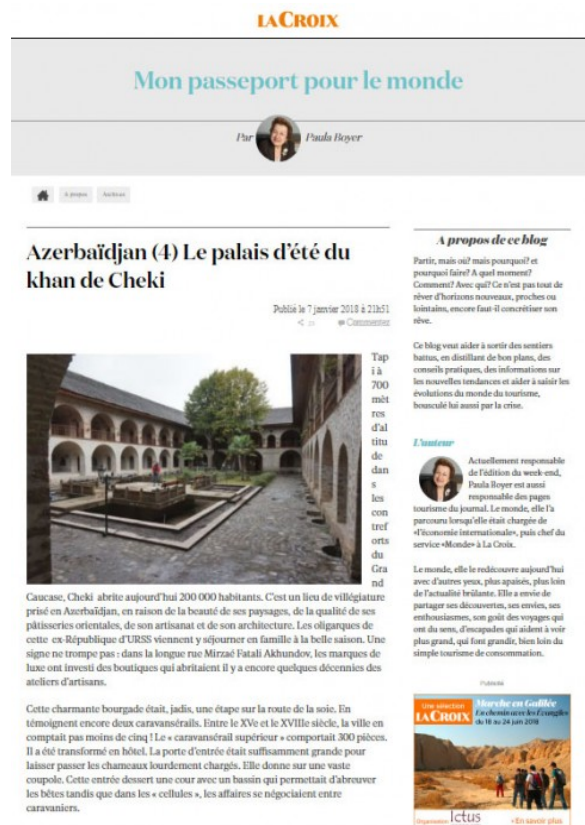 LA CROIX
Mon passeport pour le monde
Par
Paula Boyer
A propos
Archives
Azerbaïdjan (4) Le palais d’été du
khan de Cheki
Publié le 7 janvier 2018 à 21h51
Commenter
Tap
i à
700
mèt
res
d’al
titu
de
dan
s
les
con
tref
orts
du
Gra
nd
Caucase, Cheki abrite aujourd’hui 200 000 habitants. C’est un lieu de villégiature
prisé en Azerbaïdjan, en raison de la beauté de ses paysages, de la qualité de ses
pâtisseries orientales, de son artisanat et de son architecture. Les oligarques de
cette ex-République d’URSS viennent y séjourner en famille à la belle saison. Une
signe ne trompe pas : dans la longue rue Mirzaé Fatali Akhundov, les marques de
luxe ont investi des boutiques qui abritaient il y a encore quelques décennies des
ateliers d’artisans.
Cette charmante bourgade était, jadis, une étape sur la route de la soie. En
témoignent encore deux caravansérails. Entre le XVe et le XVIIIe siècle, la ville en
comptait pas moins de cinq ! Le « caravansérail supérieur » comportait 300 pièces.
Il a été transformé en hôtel. La porte d’entrée était suffisamment grande pour
laisser passer les chameaux lourdement chargés. Elle donne sur une vaste
coupole. Cette entrée dessert une cour avec un bassin qui permettait d’abreuver
les bêtes tandis que dans les « cellules », les affaires se négociaient entre
caravaniers.
A propos de ce blog
Partir, mais où? mais pourquoi? et
pourquoi faire? A quel moment?
Comment? Avec qui? Ce n’est pas tout de
rêver d’horizons nouveaux, proches ou
lointains, encore faut-il concrétiser son
rêve.
Ce blog veut aider à sortir des sentiers
battus, en distillant de bon plans, des
conseils pratiques, des informations sur
les nouvelles tendances et aider à saisir les
évolutions du monde du tourisme,
bousculé lui aussi par la crise.
L’auteur
Actuellement responsable
de l’édition du week-end,
Paula Boyer est aussi
responsable des pages
tourisme du journal. Le monde, elle l’a
parcouru lorsqu’elle était chargée de
«l’économie internationale», puis chef du
service «Monde» à La Croix.
Le monde, elle le redécouvre aujourd’hui
avec d’autres yeux, plus apaisés, plus loin
de l’actualité brûlante. Elle a envie de
partager ses découvertes, ses envies, ses
enthousiasmes, son goût des voyages qui
ont du sens, d’escapades qui aident à voir
plus grand, qui font grandir, bien loin du
simple tourisme de consommation.
Publicité
Une sélection
LA CROIX
Marche en Galilée
En chemin avec les Évangiles
du 18 au 24 juin 2018
Organisation Ictus
+En savoir plus